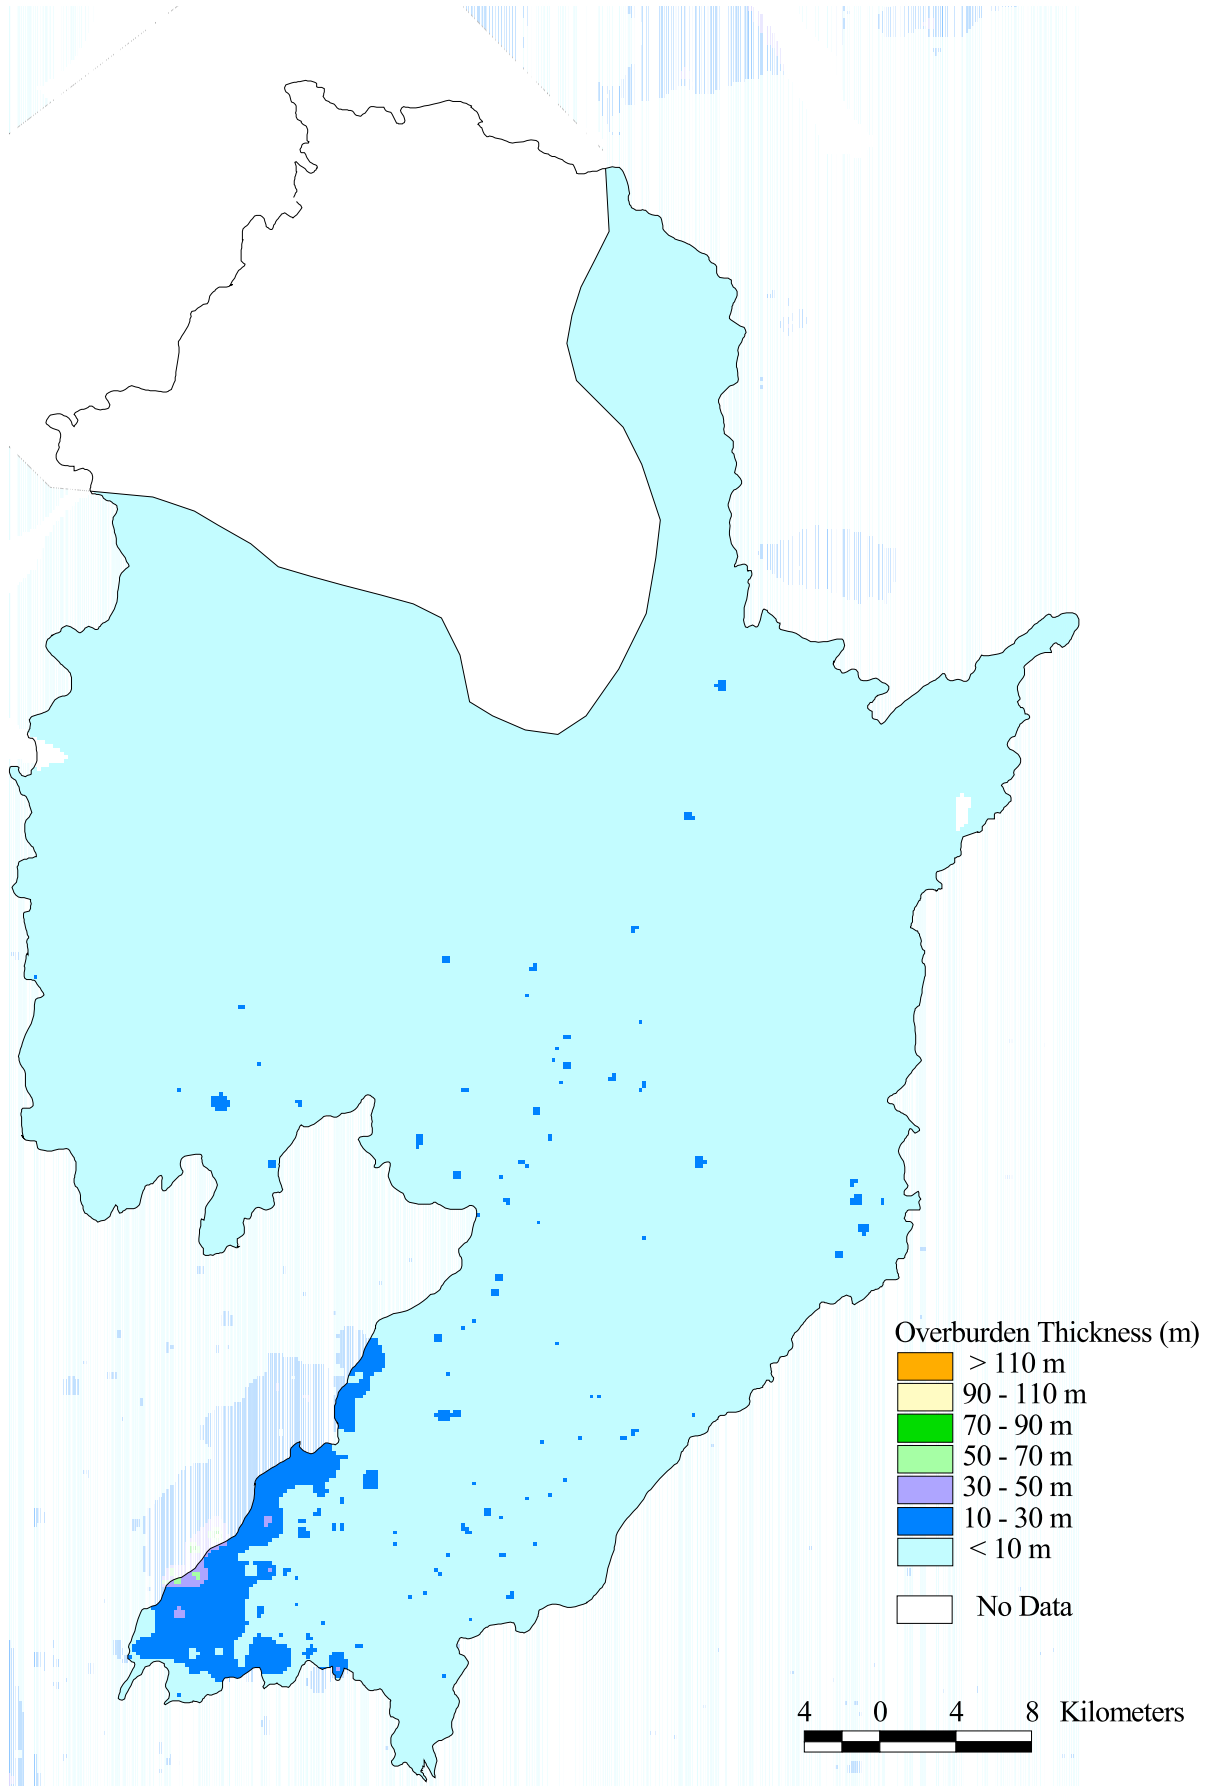 Overburden Thickness (m)
> 110 m
90 - 110 m
70 - 90 m
50 - 70 m
30 - 50 m
10 - 30 m
< 10 m
No Data
4 0 4 8 Kilometers